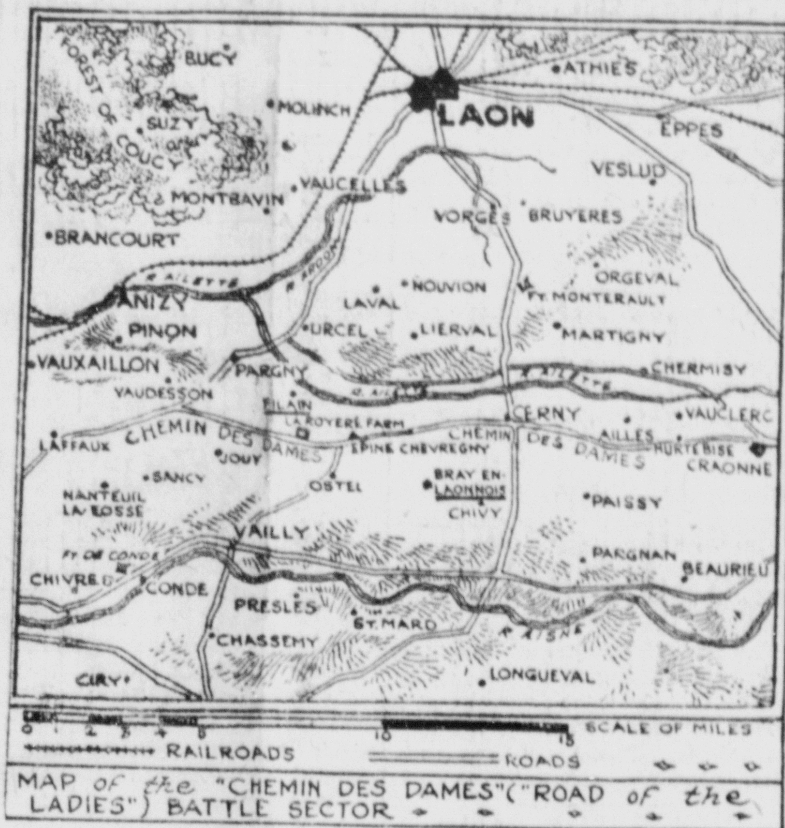 BUCY
FOREST OF COUCY
SUZY
MOLINCH
LAON
ATHIES
EPPES
VESLUD
VAUCELLES
MONTBAVIN
VORGES
BRUYERES
BRANCOURT
R. AILETTE
R. ARDON
ANIZY
NOUVION
LAVAL
ORGEVAL
FT. MONTERAULT
PINON
URCEL
LIERVAL
MARTIGNY
VAUXAILLON
PARGNY
CHERMISY
R. AILETTE
R. AILETTE
VAUDESSON
FILAIN
LA ROYERE FARM
CERNY
VAUCLERC
AILLES
LAFFAUX
CHEMIN DES DAMES
CHEMIN DES DAMES
EPINE CHEVREGNY
HURTEBISE
CRAONNE
JOUY
SANCY
OSTEL
BRAY EN-
LAONNOIS
CHIVY
PAISSY
NANTEUIL
LA FOSSE
VAILLY
FT. DE CONDE
CHIVRES
CONDE
PARGNAN
BEAURIEU
PRESLES
ST. MARD
R. AISNE
CHASSEMY
CIRY
LONGUEVAL
0 1 2 3 4 5 10 15 SCALE OF MILES
RAILROADS ROADS
MAP of the "CHEMIN DES DAMES" ("ROAD of the
LADIES") BATTLE SECTOR